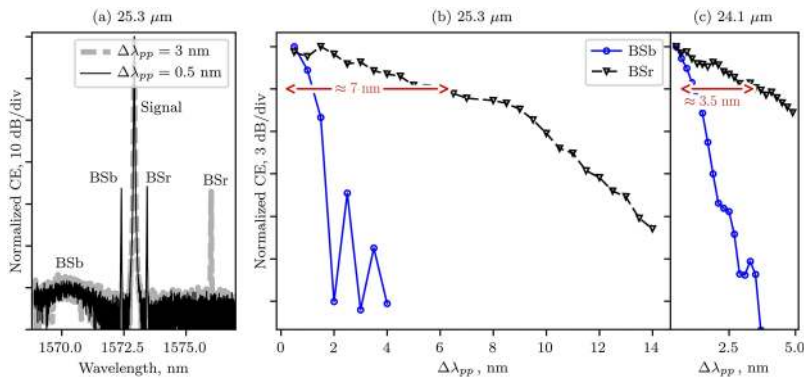 (a) 25.3 μm
(b) 25.3 μm
(c) 24.1 μm
Normalized CE, 10 dB/div
Δλpp = 3 nm
Δλpp = 0.5 nm
Signal
BSb
BSr
BSr
BSb
1570.0
1572.5
1575.0
Wavelength, nm
Normalized CE, 3 dB/div
BSb
BSr
≈ 7 nm
0
2
4
6
8
10
12
14
Δλpp , nm
≈ 3.5 nm
2.5
5.0
Δλpp , nm